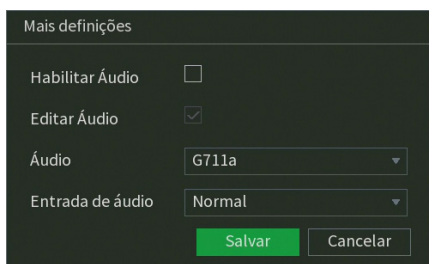 Mais definições
Habilitar Áudio
Editar Áudio
Áudio G711a
Entrada de áudio Normal
Salvar Cancelar